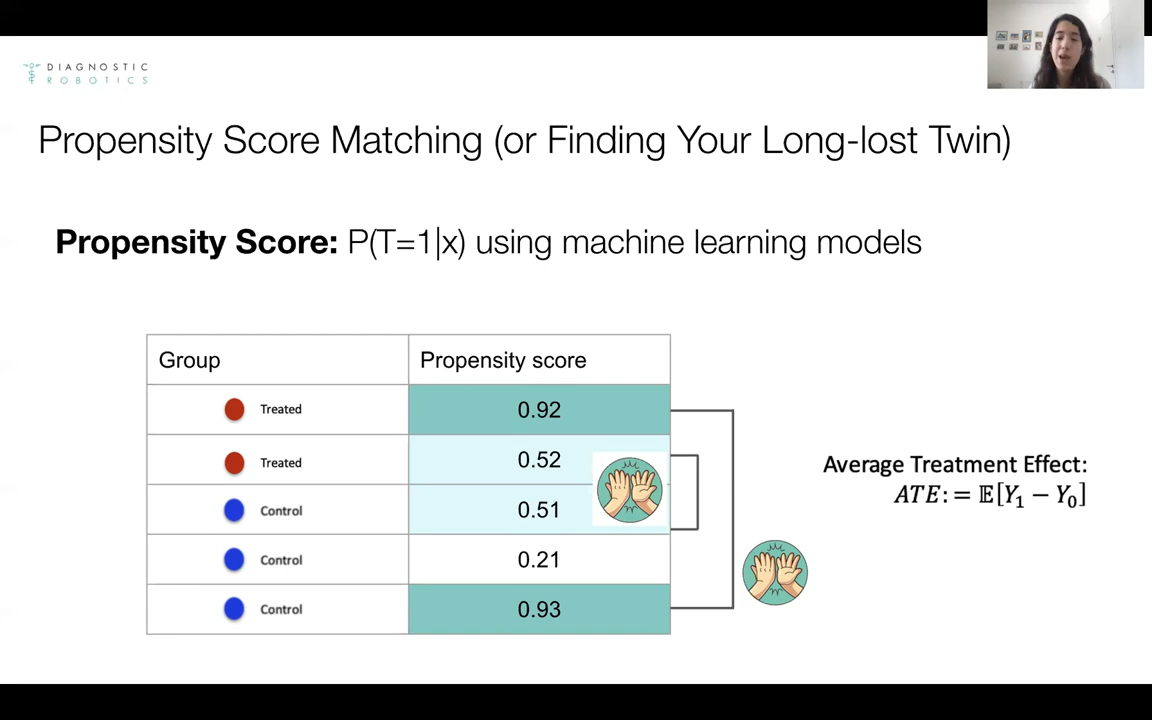 DIAGNOSTIC
ROBOTICS
Propensity Score Matching (or Finding Your Long-lost Twin)
Propensity Score: P(T=1|x) using machine learning models
Group Propensity score
Treated 0.92
Treated 0.52
Control 0.51
Control 0.21
Control 0.93
Average Treatment Effect:
ATE: = 𝔼[Y₁ − Y₀]